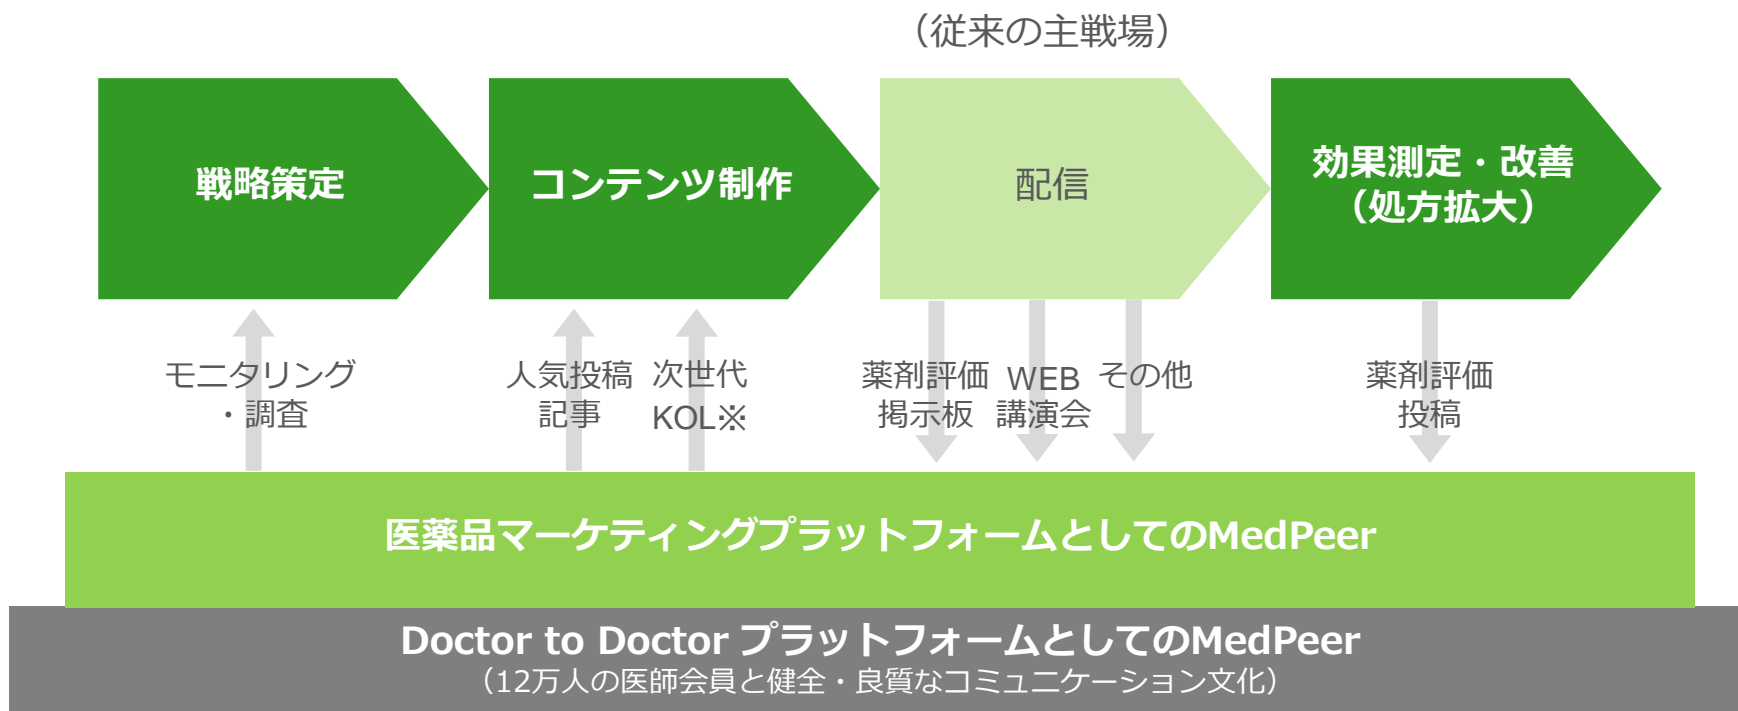 （従来の主戦場）
戦略策定
コンテンツ制作
配信
効果測定・改善
（処方拡大）
モニタリング
・調査
人気投稿
記事
次世代
KOL※
薬剤評価
掲示板
WEB
講演会
その他
薬剤評価
投稿
医薬品マーケティングプラットフォームとしてのMedPeer
Doctor to Doctor プラットフォームとしてのMedPeer
（12万人の医師会員と健全・良質なコミュニケーション文化）